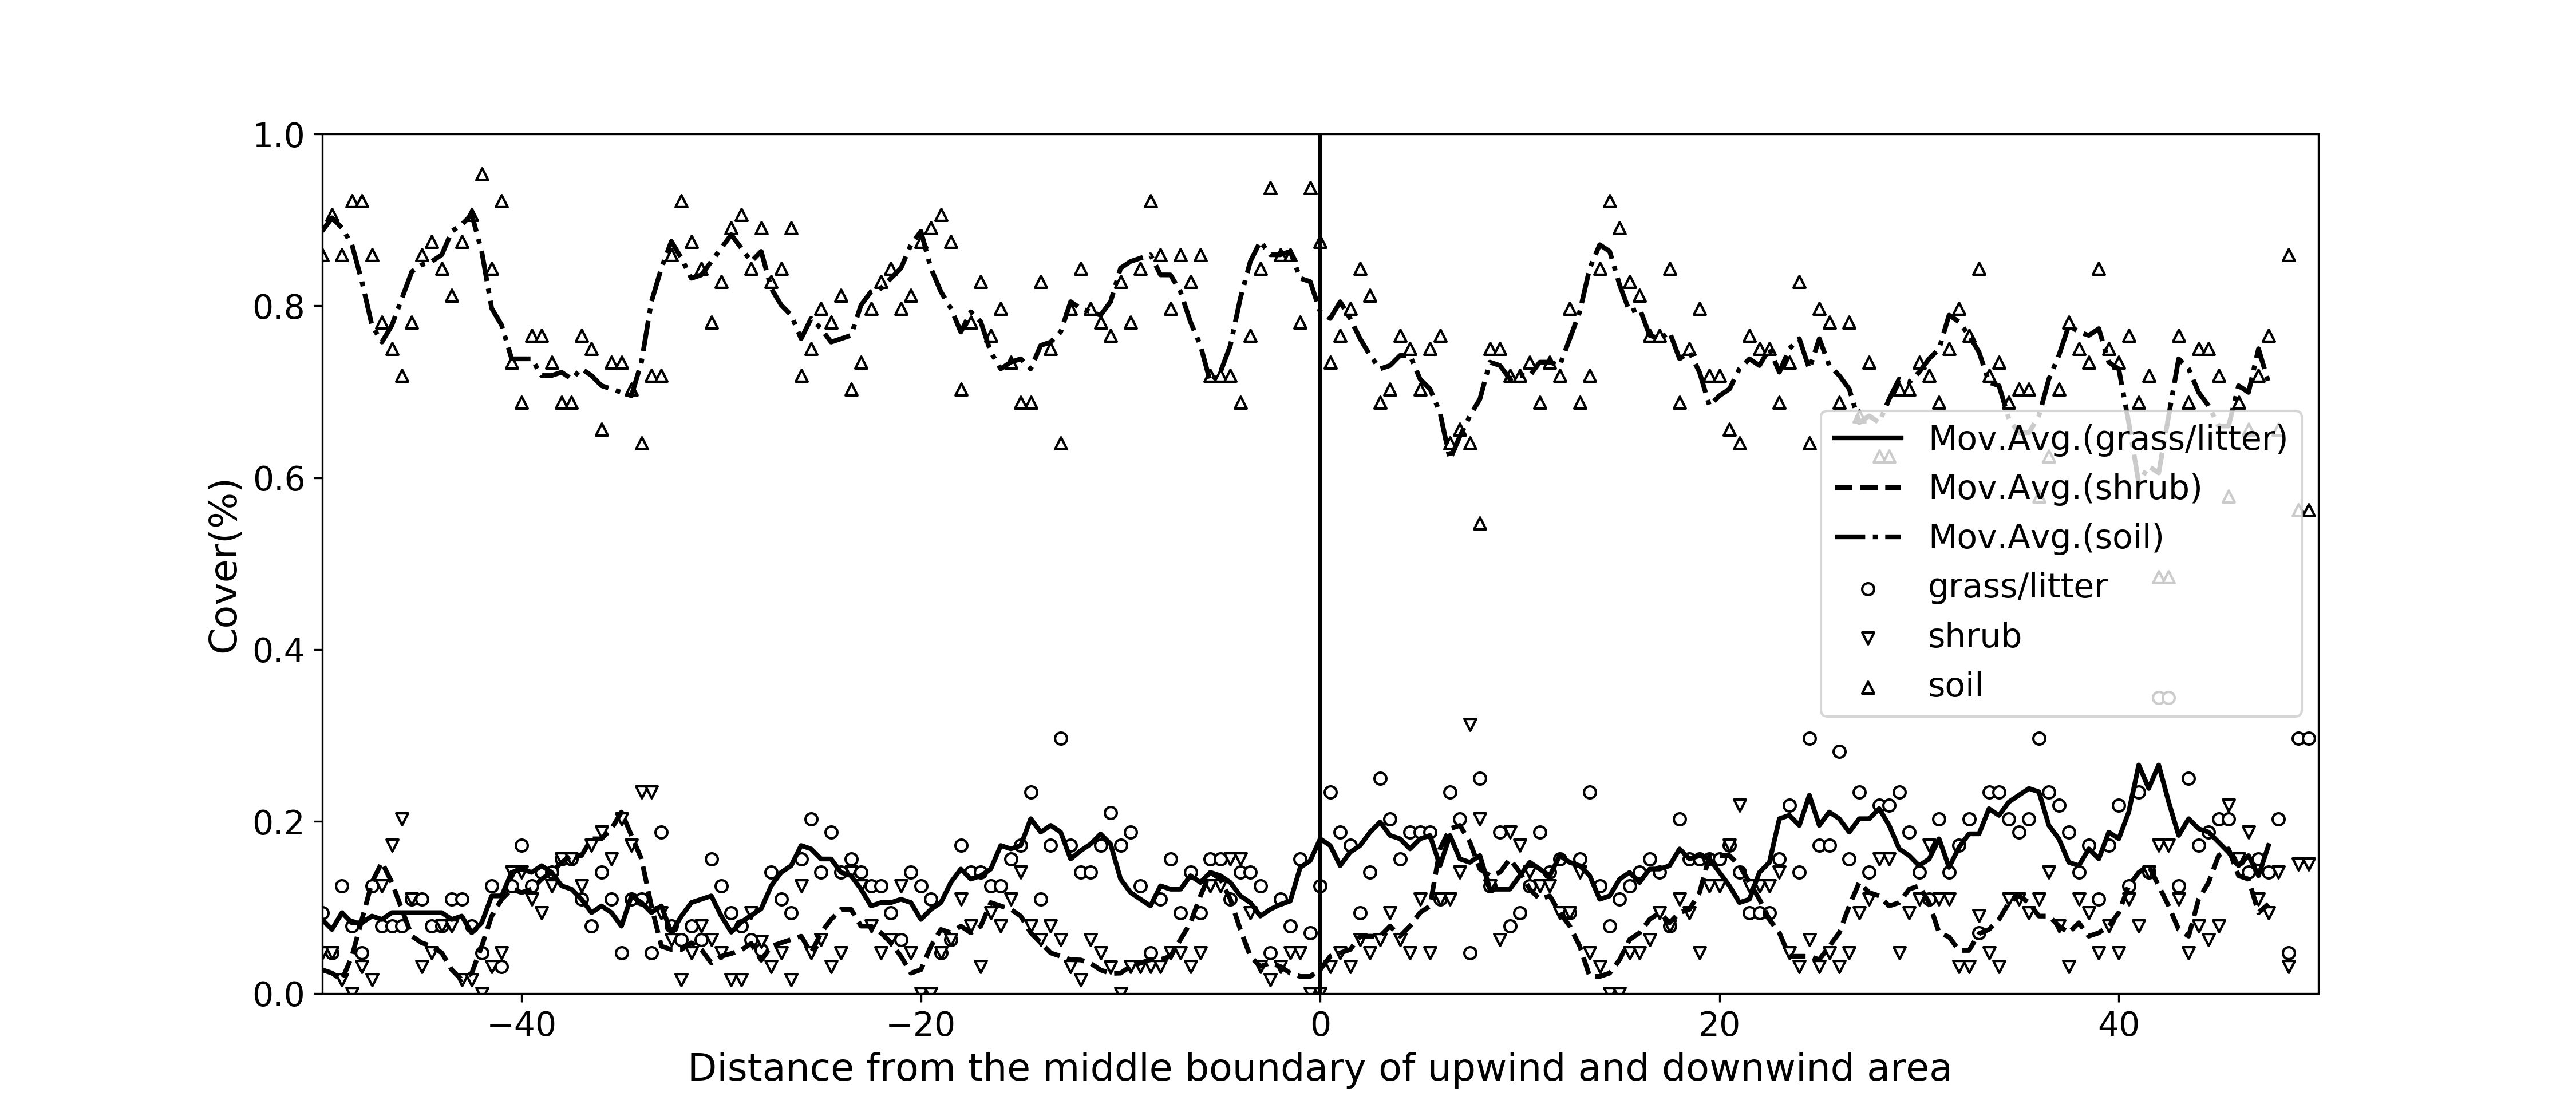 1.0
0.8
0.6
0.4
0.2
0.0
Cover(%)
Mov.Avg.(grass/litter)
Mov.Avg.(shrub)
Mov.Avg.(soil)
grass/litter
shrub
soil
−40 −20 0 20 40
Distance from the middle boundary of upwind and downwind area